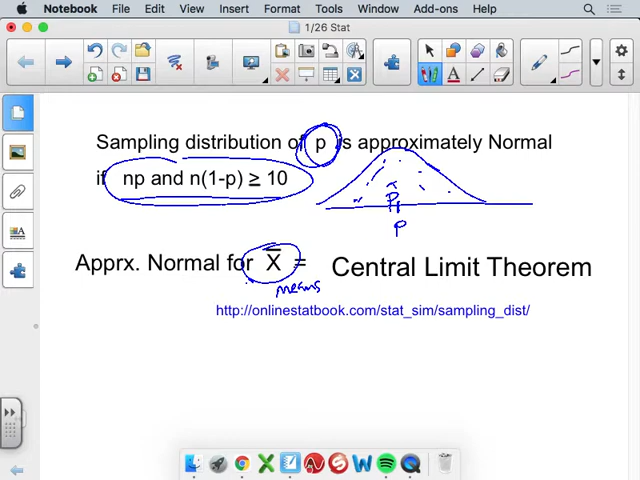 Notebook File Edit View Insert Format Tools Window Add-ons Help
1/26 Stat
Sampling distribution of p is approximately Normal
if np and n(1-p) ≥ 10
p̂
p
Apprx. Normal for X̅ = Central Limit Theorem
means
http://onlinestatbook.com/stat_sim/sampling_dist/